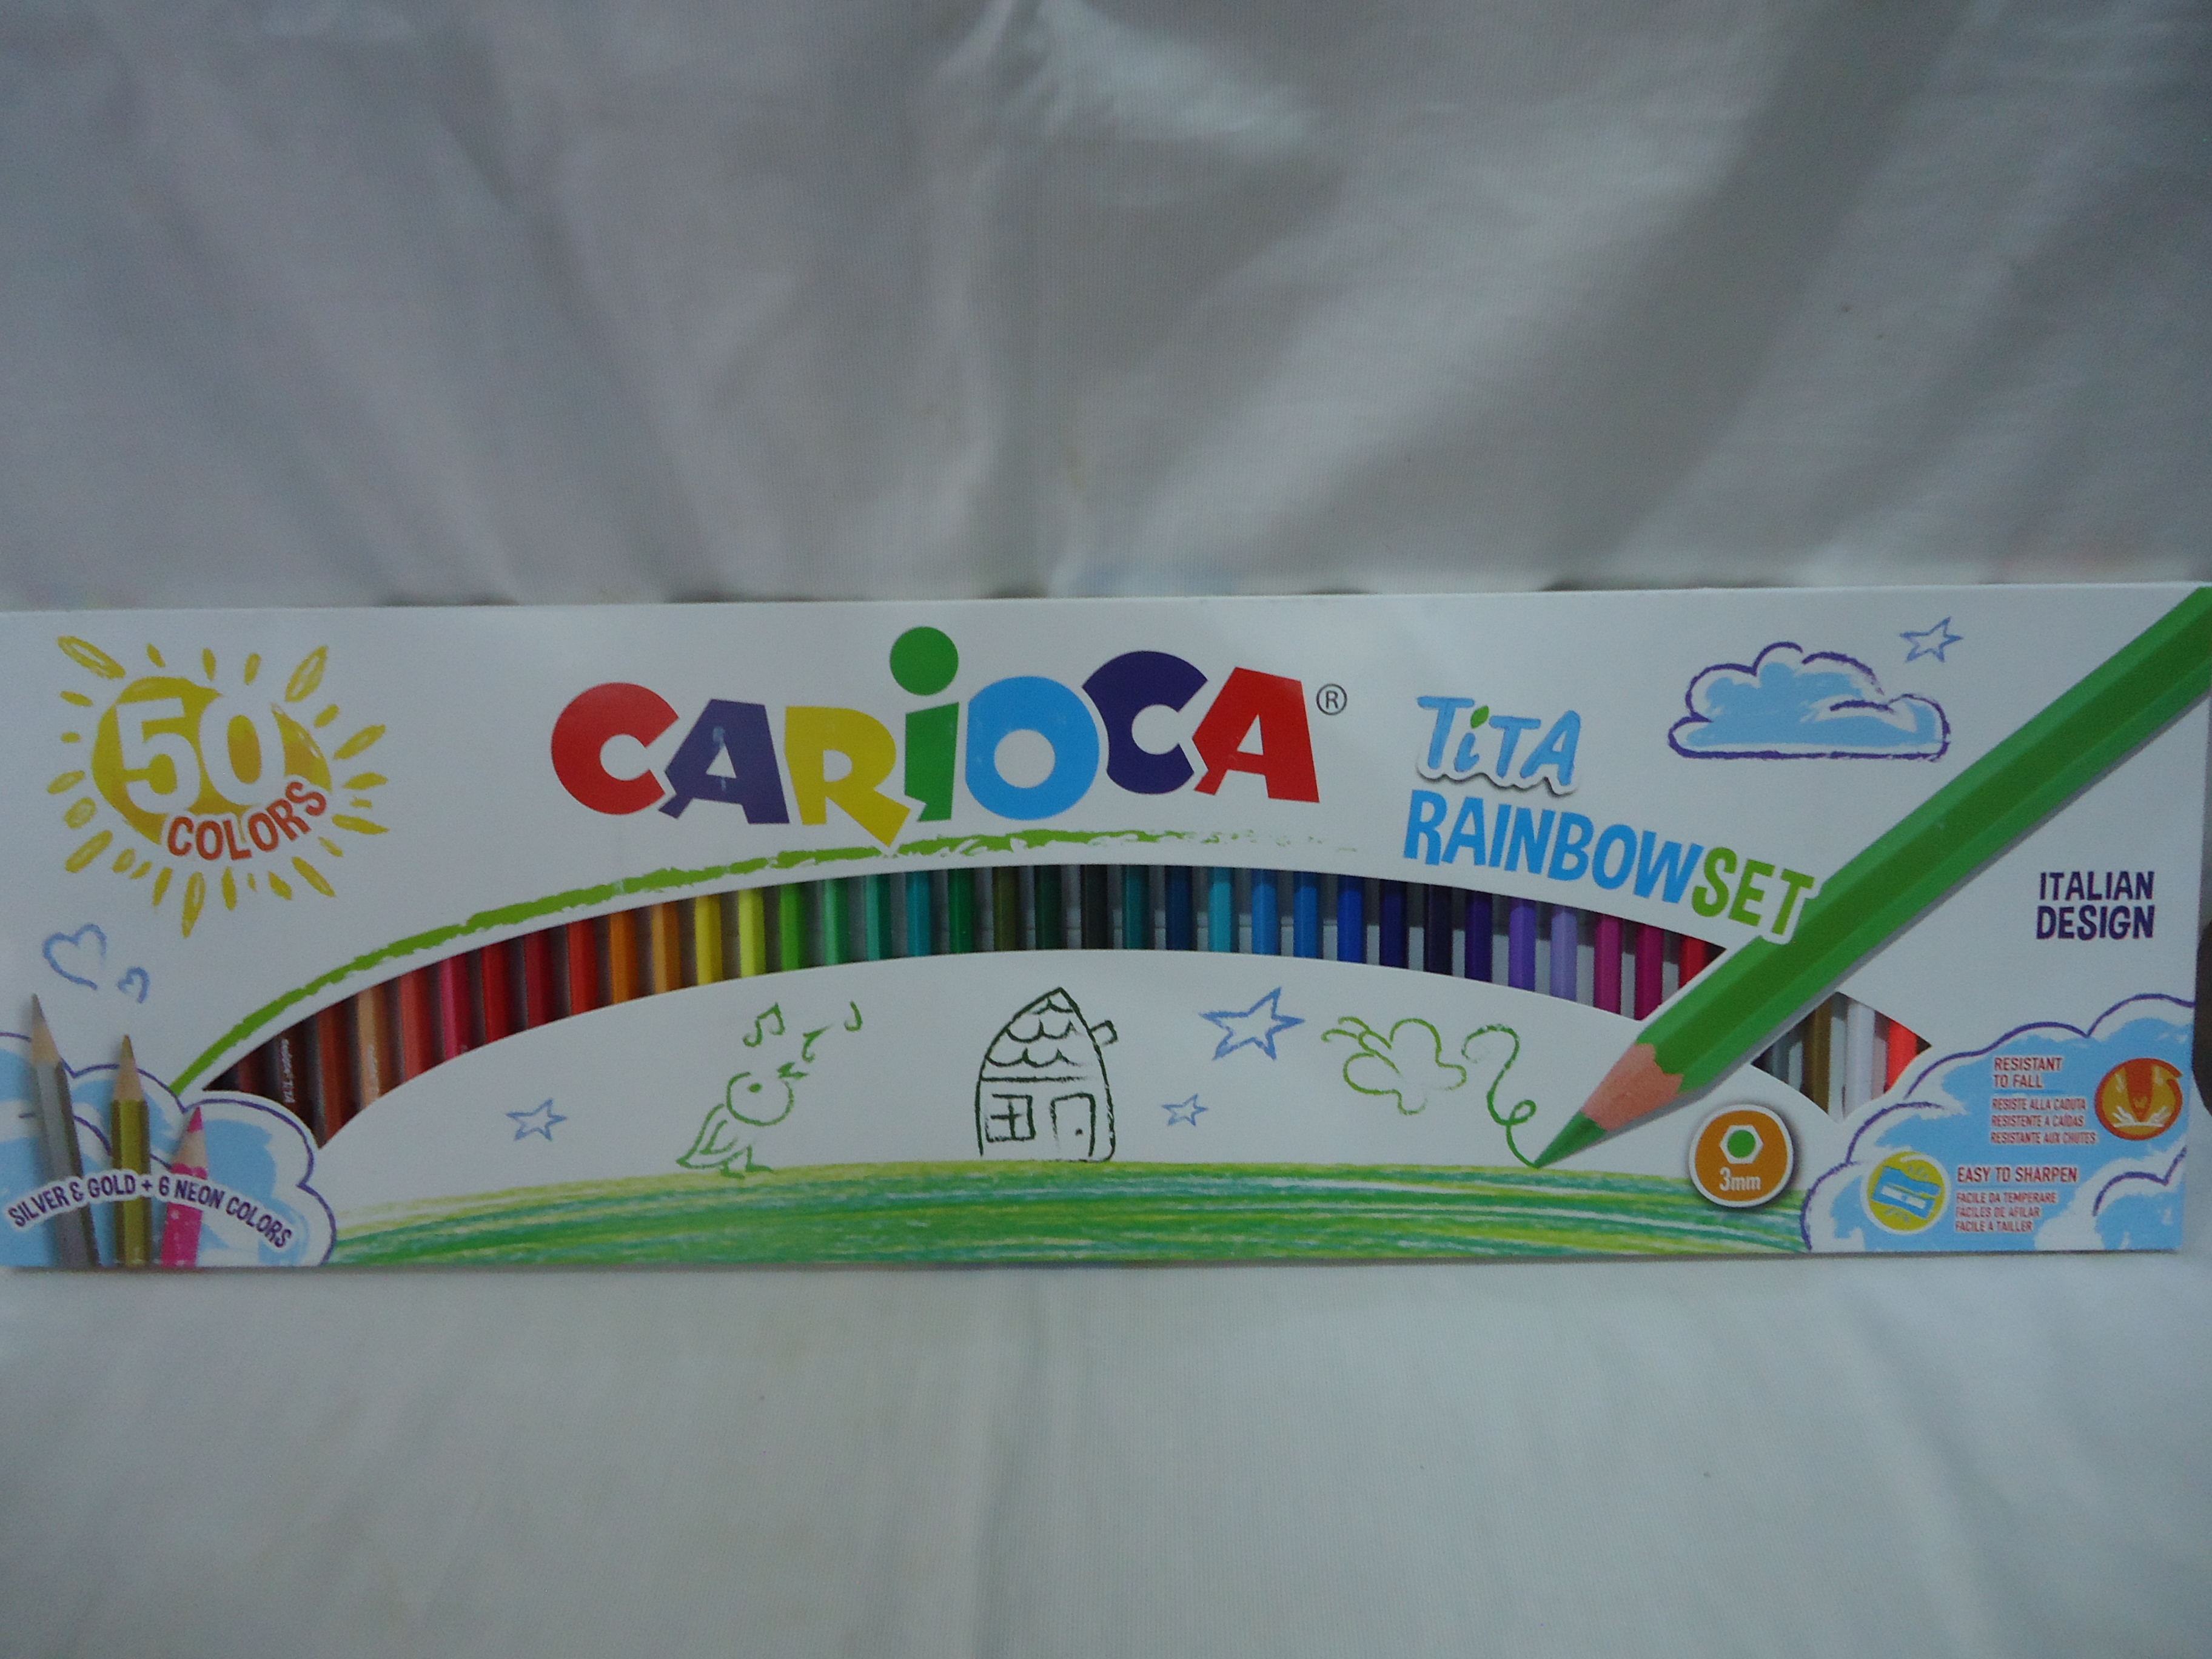 50
COLORS
CARiOCA®
TiTA
RAINBOWSET
ITALIAN
DESIGN
SILVER & GOLD + 6 NEON COLORS
3mm
RESISTANT
TO FALL
RESISTE ALLA CADUTA
RESISTENTE A CAÍDAS
RESISTANTE AUX CHUTES
EASY TO SHARPEN
FACILE DA TEMPERARE
FÁCILES DE AFILAR
FACILE A TAILLER